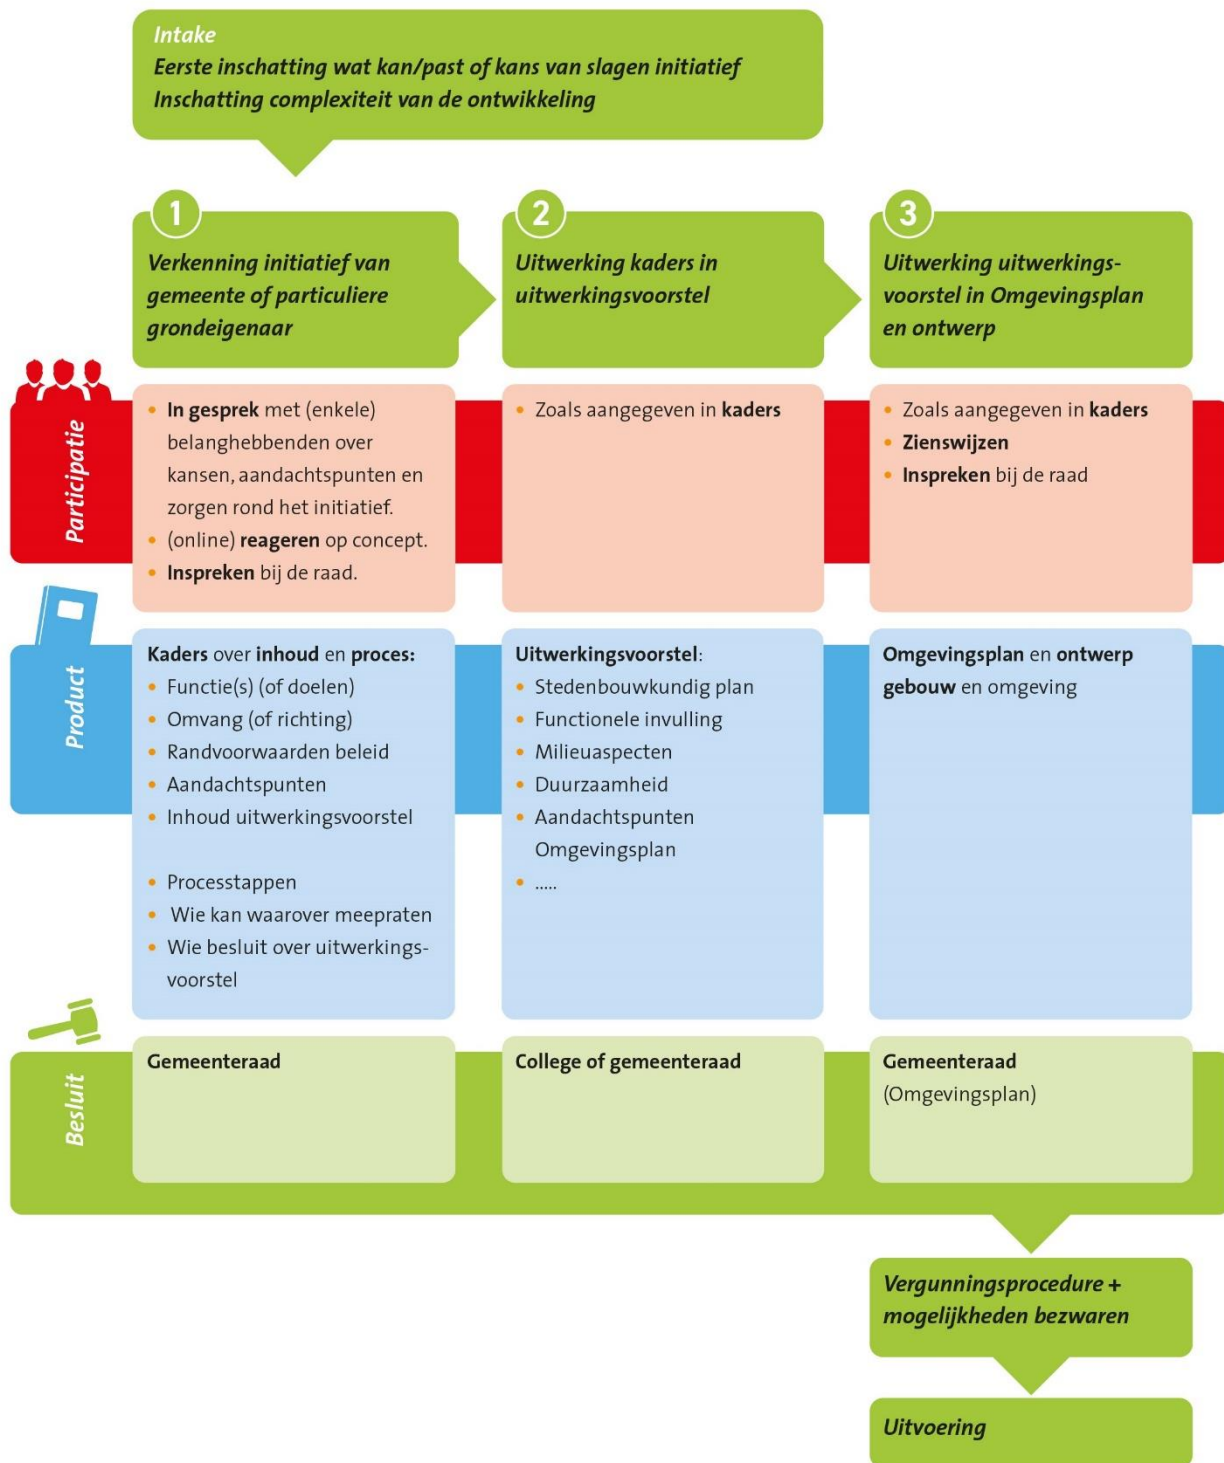 Intake
Eerste inschatting wat kan/past of kans van slagen initiatief
Inschatting complexiteit van de ontwikkeling
1
Verkenning initiatief van
gemeente of particuliere
grondeigenaar
2
Uitwerking kaders in
uitwerkingsvoorstel
3
Uitwerking uitwerkings-
voorstel in Omgevingsplan
en ontwerp
Participatie
• In gesprek met (enkele)
belanghebbenden over
kansen, aandachtspunten en
zorgen rond het initiatief.
• (online) reageren op concept.
• Inspreken bij de raad.
• Zoals aangegeven in kaders
• Zoals aangegeven in kaders
• Zienswijzen
• Inspreken bij de raad
Product
Kaders over inhoud en proces:
• Functie(s) (of doelen)
• Omvang (of richting)
• Randvoorwaarden beleid
• Aandachtspunten
• Inhoud uitwerkingsvoorstel
• Processtappen
• Wie kan waarover meepraten
• Wie besluit over uitwerkings-
voorstel
Uitwerkingsvoorstel:
• Stedenbouwkundig plan
• Functionele invulling
• Milieuaspecten
• Duurzaamheid
• Aandachtspunten
Omgevingsplan
• .....
Omgevingsplan en ontwerp
gebouw en omgeving
Besluit
Gemeenteraad
College of gemeenteraad
Gemeenteraad
(Omgevingsplan)
Vergunningsprocedure +
mogelijkheden bezwaren
Uitvoering